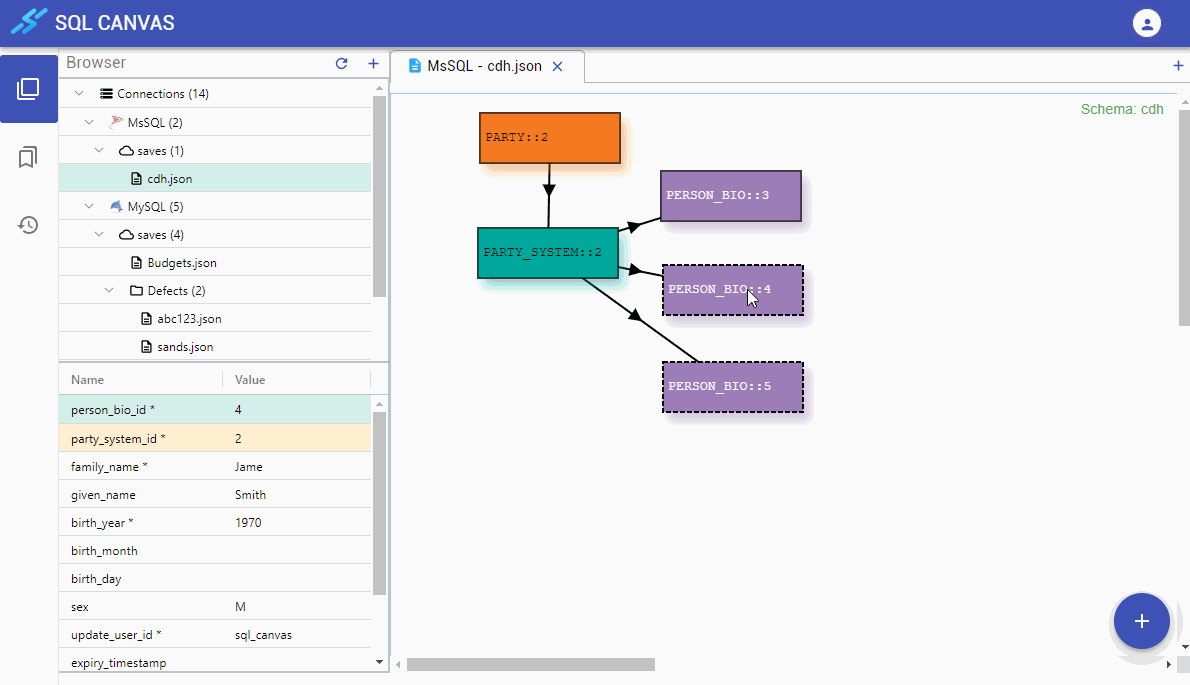 SQL CANVAS
Browser
Connections (14)
MsSQL (2)
saves (1)
cdh.json
MySQL (5)
saves (4)
Budgets.json
Defects (2)
abc123.json
sands.json
Name Value
person_bio_id * 4
party_system_id * 2
family_name * Jame
given_name Smith
birth_year * 1970
birth_month
birth_day
sex M
update_user_id * sql_canvas
expiry_timestamp
MsSQL - cdh.json
Schema: cdh
PARTY::2
PERSON_BIO::3
PARTY_SYSTEM::2
PERSON_BIO::4
PERSON_BIO::5